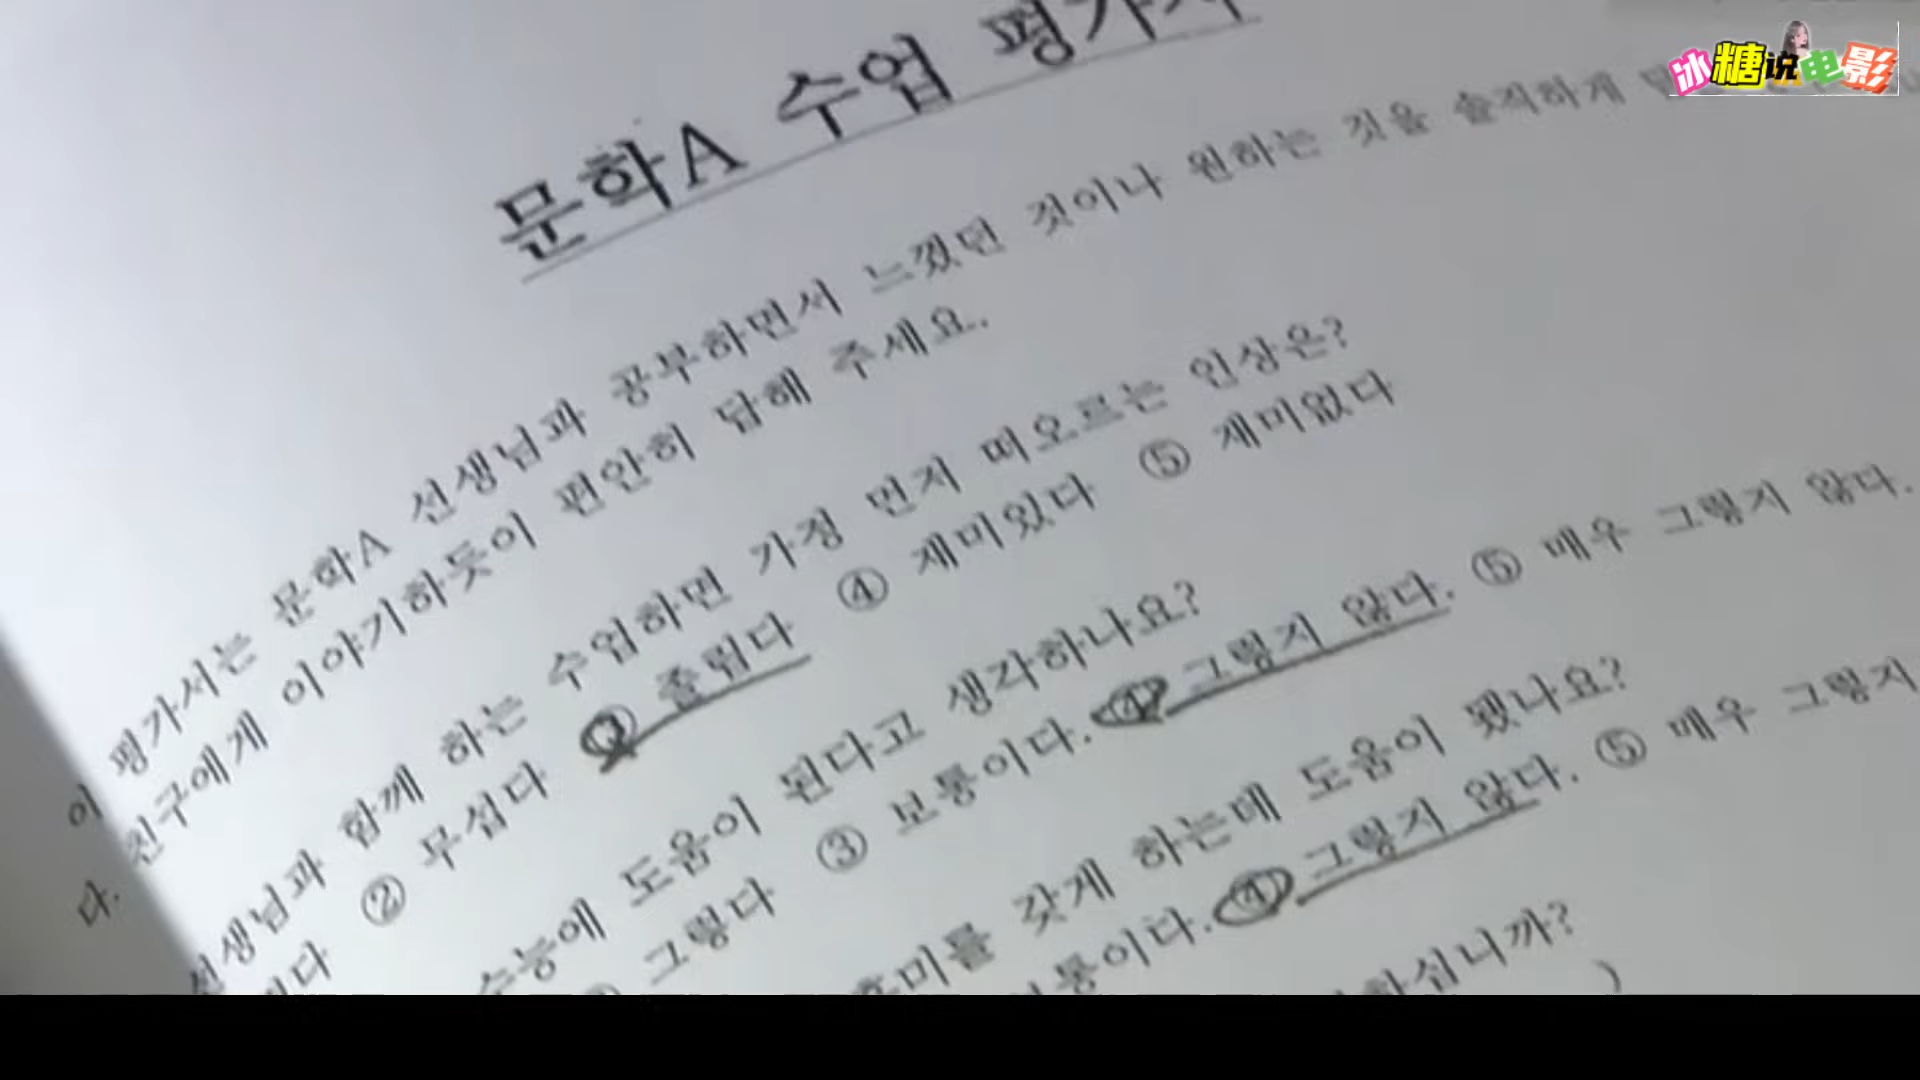 冰糖说电影
문학A 수업 평가서
이 평가서는 문학A 선생님과 공부하면서 느꼈던 것이나 원하는 것을 솔직하게
다. 친구에게 이야기하듯이 편안히 답해 주세요.
선생님과 함께 하는 수업하면 가정 먼저 떠오르는 인상은?
② 무섭다 ③ 졸립다 ④ 재미있다 ⑤ 재미없다
수능에 도움이 된다고 생각하나요?
그렇다 ③ 보통이다. ④ 그렇지 않다. ⑤ 매우 그렇지 않다.
흥미를 갖게 하는데 도움이 됐나요?
보통이다. ④ 그렇지 않다. ⑤ 매우 그렇지
하십니까?
)